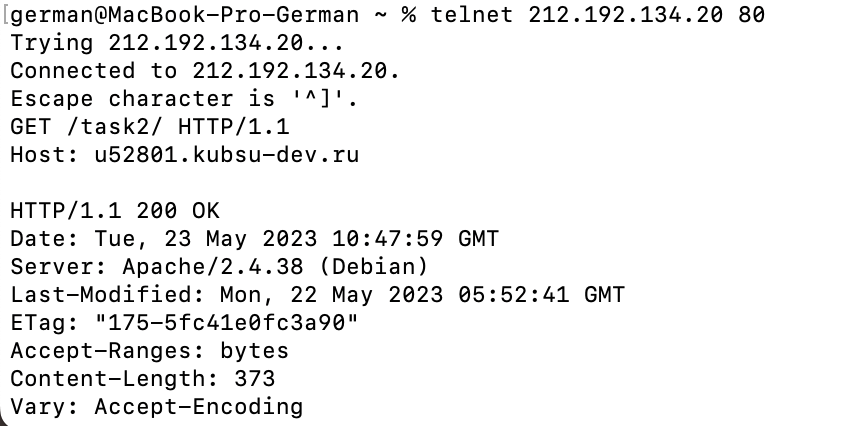 [german@MacBook-Pro-German ~ % telnet 212.192.134.20 80
Trying 212.192.134.20...
Connected to 212.192.134.20.
Escape character is '^]'.
GET /task2/ HTTP/1.1
Host: u52801.kubsu-dev.ru

HTTP/1.1 200 OK
Date: Tue, 23 May 2023 10:47:59 GMT
Server: Apache/2.4.38 (Debian)
Last-Modified: Mon, 22 May 2023 05:52:41 GMT
ETag: "175-5fc41e0fc3a90"
Accept-Ranges: bytes
Content-Length: 373
Vary: Accept-Encoding